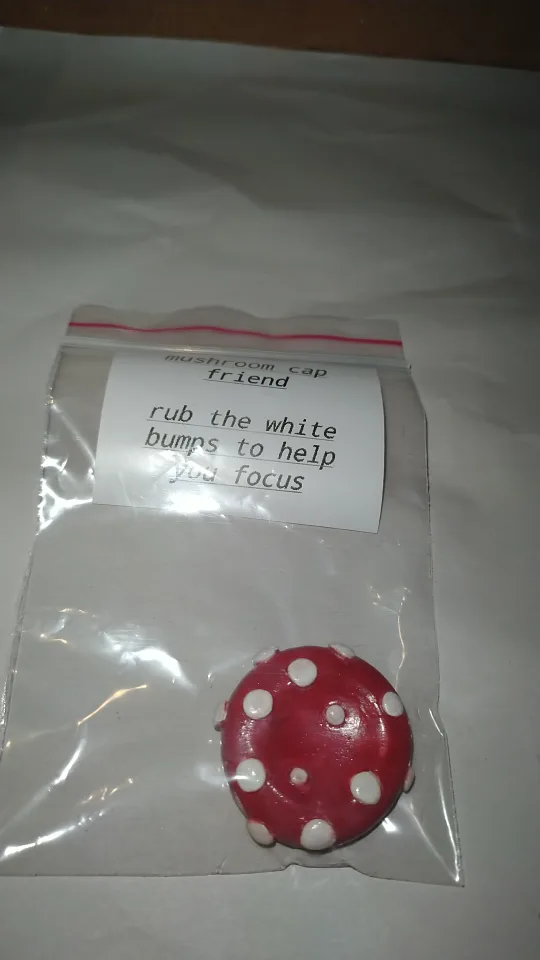 mushroom cap
friend
rub the white
bumps to help
you focus